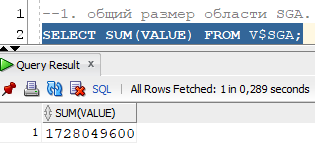 1
--1. общий размер области SGA.
2
SELECT SUM(VALUE) FROM V$SGA;
Query Result ×
SQL | All Rows Fetched: 1 in 0,289 seconds
SUM(VALUE)
1 1728049600